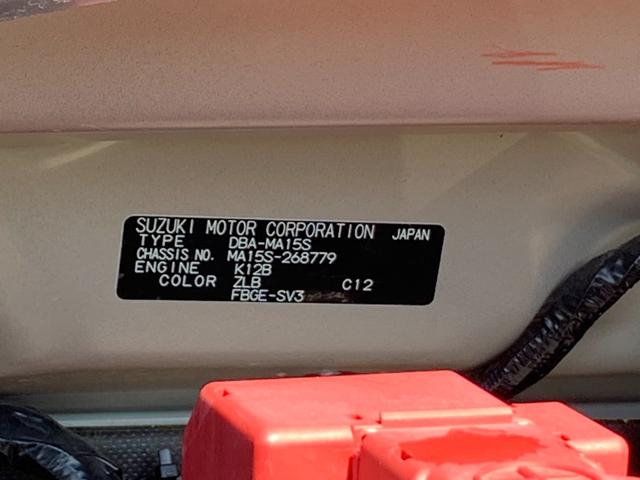 SUZUKI MOTOR CORPORATION JAPAN
TYPE DBA-MA15S
CHASSIS NO. MA15S-268779
ENGINE K12B
COLOR ZLB C12
FBGE-SV3